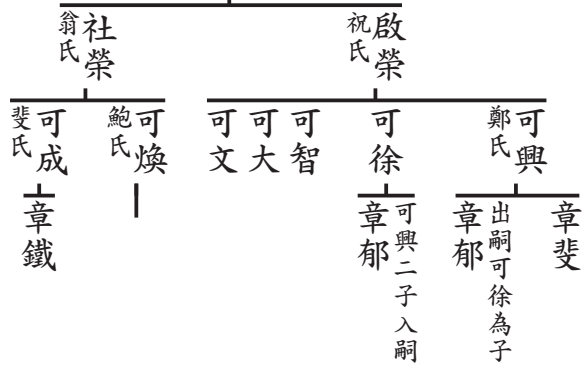 啟榮
祝氏
社榮
翁氏
可興
鄭氏
可徐
可智
可大
可文
可煥
鮑氏
可成
斐氏
章斐
章郁
出嗣可徐為子
章郁
可興二子入嗣
章鐵